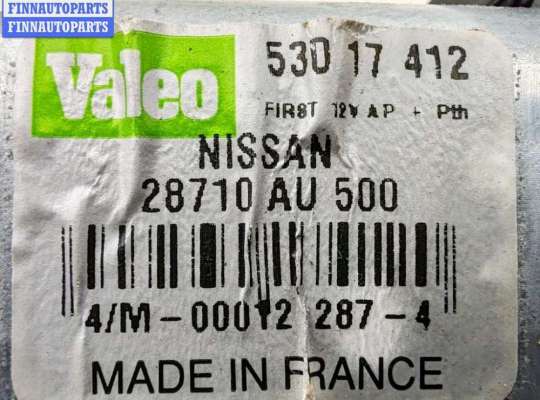 FINNAUTOPARTS
FINNAUTOPARTS
Valeo
530 17 412
FIRST 12V AP + Pth
NISSAN
28710 AU 500
4/M-00012 287-4
MADE IN FRANCE